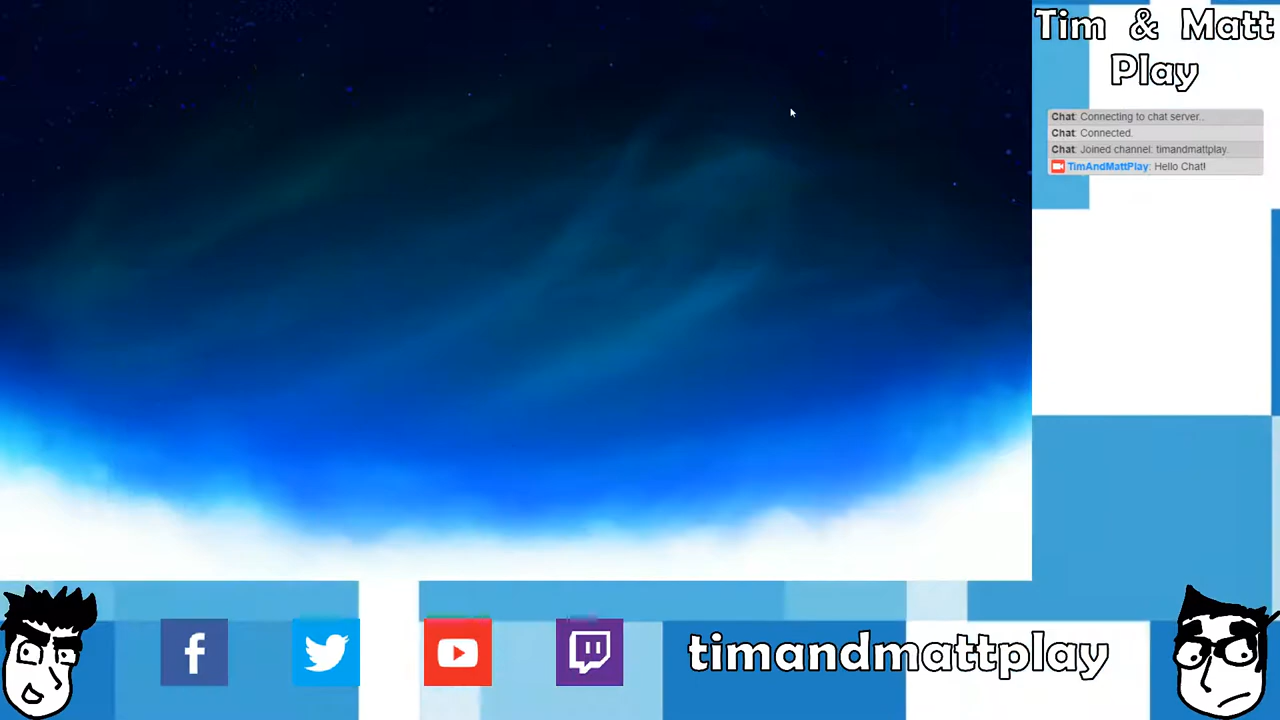 Tim & Matt
Play
Chat: Connecting to chat server..
Chat: Connected.
Chat: Joined channel: timandmattplay.
TimAndMattPlay: Hello Chat!
timandmattplay